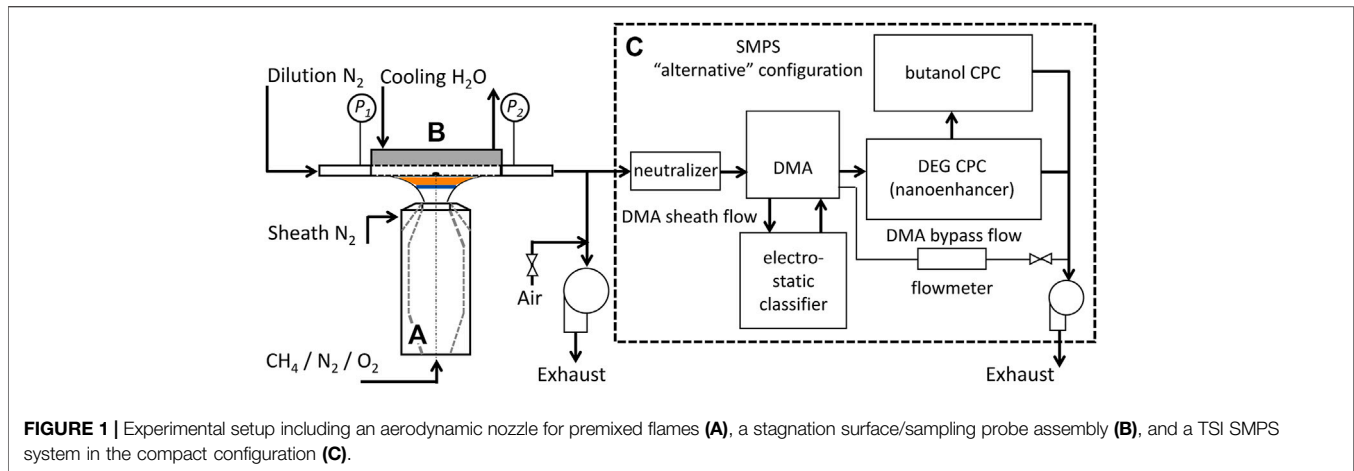 Dilution N2
Cooling H2O
P1
P2
B
Sheath N2
A
CH4 / N2 / O2
Air
Exhaust
C
SMPS
“alternative” configuration
butanol CPC
neutralizer
DMA
DEG CPC
(nanoenhancer)
DMA sheath flow
DMA bypass flow
electro-
static
classifier
flowmeter
Exhaust
FIGURE 1 | Experimental setup including an aerodynamic nozzle for premixed flames (A), a stagnation surface/sampling probe assembly (B), and a TSI SMPS
system in the compact configuration (C).